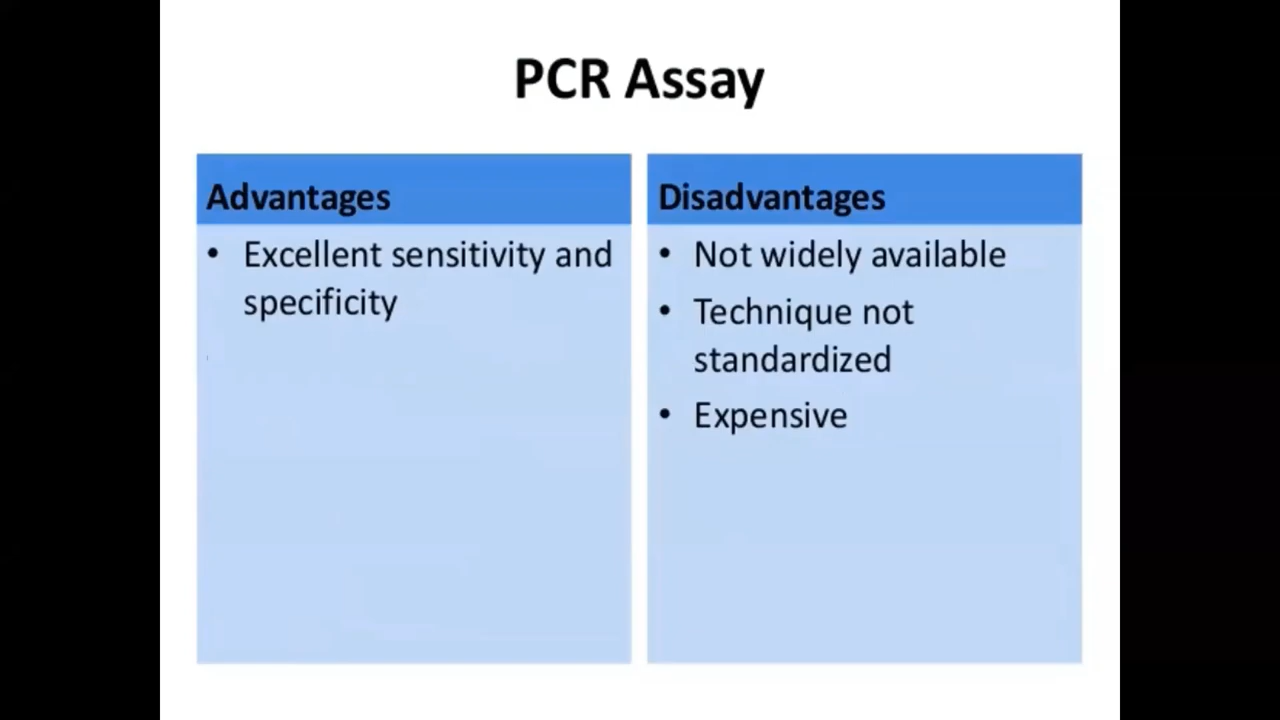 PCR Assay
Advantages
• Excellent sensitivity and
specificity
Disadvantages
• Not widely available
• Technique not
standardized
• Expensive